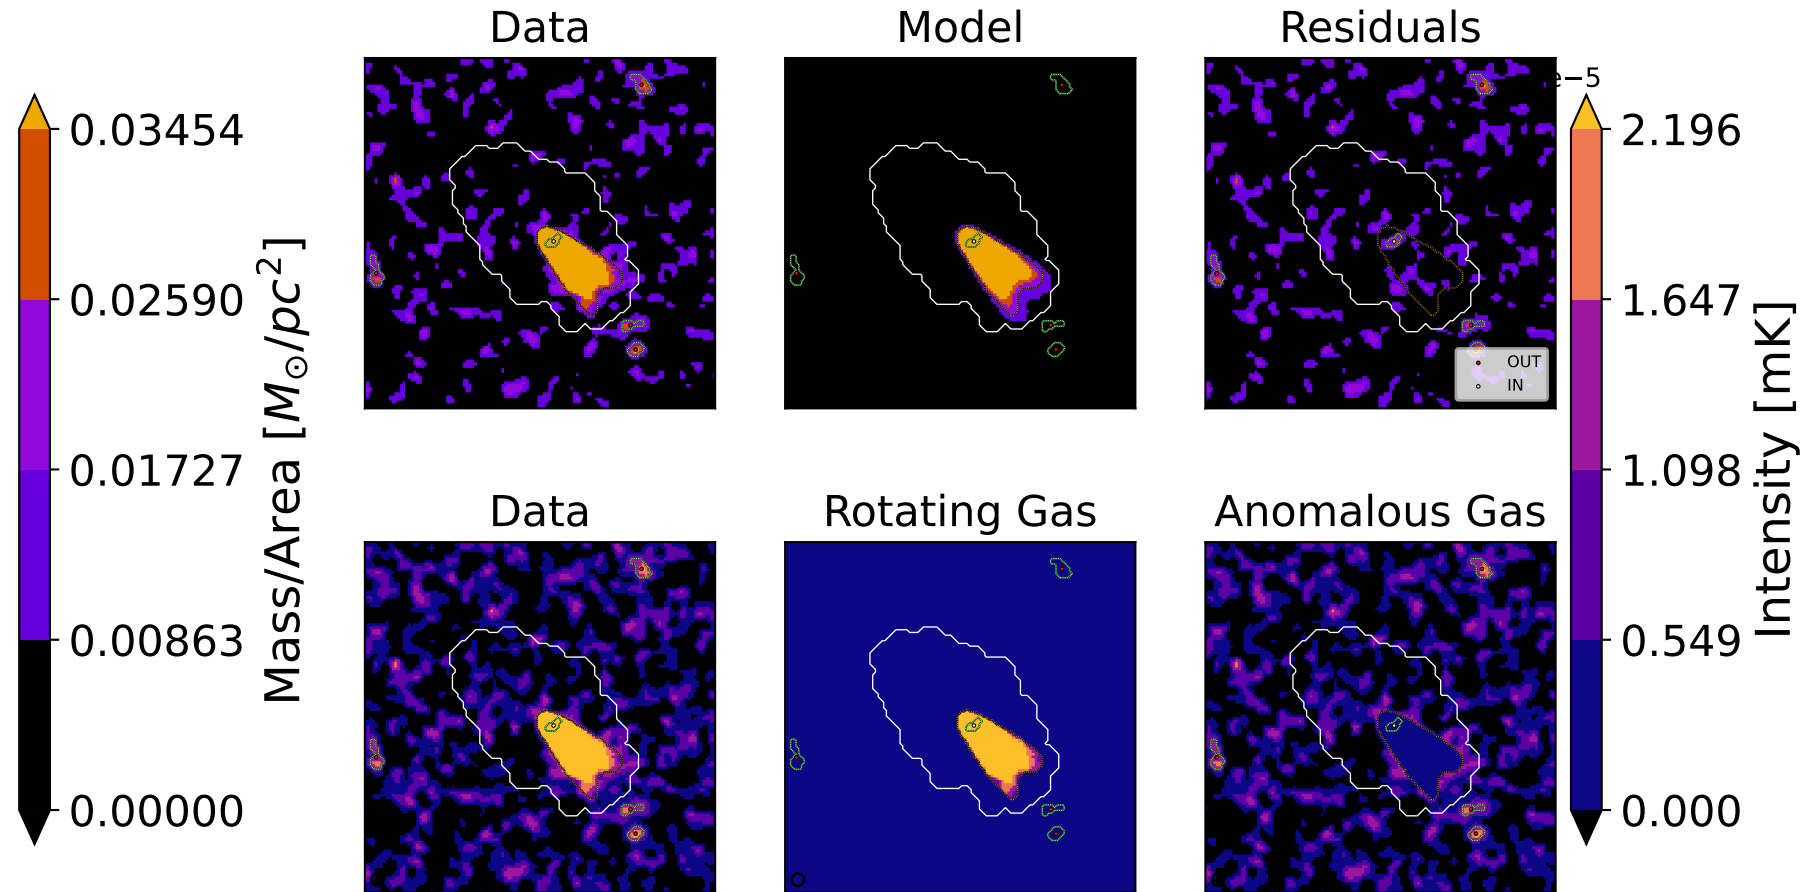 Data
Model
Residuals
e−5
0.03454
0.02590
0.01727
0.00863
0.00000
Mass/Area [M⊙/pc²]
OUT
IN
2.196
1.647
1.098
0.549
0.000
Intensity [mK]
Data
Rotating Gas
Anomalous Gas